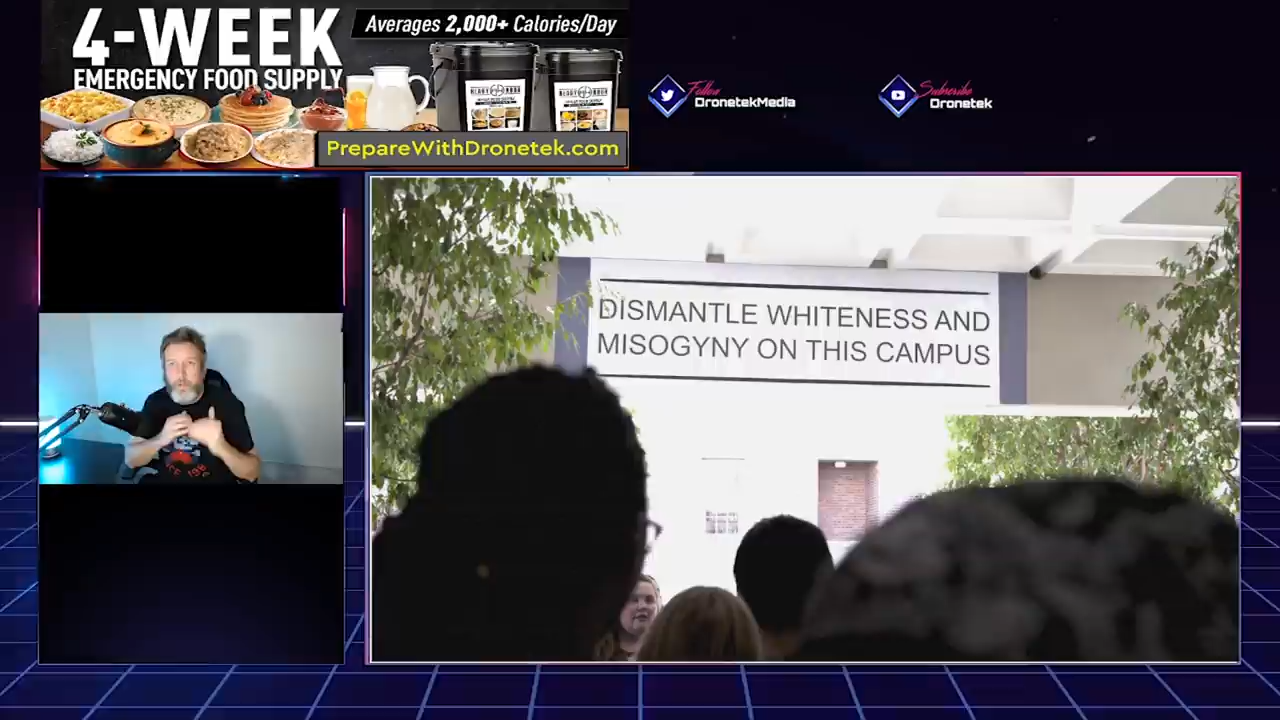 4-WEEK
EMERGENCY FOOD SUPPLY
Averages 2,000+ Calories/Day
PrepareWithDronetek.com
Follow
DronetekMedia
Subscribe
Dronetek
DISMANTLE WHITENESS AND
MISOGYNY ON THIS CAMPUS